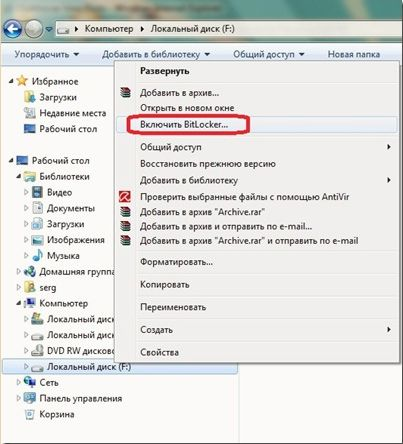 Компьютер ▸ Локальный диск (F:)
Упорядочить Добавить в библиотеку Общий доступ Новая папка
Избранное
Загрузки
Недавние места
Рабочий стол
Рабочий стол
Библиотеки
Видео
Документы
Загрузки
Изображения
Музыка
Домашняя группа
serg
Компьютер
Локальный
Локальный
DVD RW дисково
Локальный диск (F:)
Сеть
Панель управления
Корзина
Развернуть
Добавить в архив...
Открыть в новом окне
Включить BitLocker...
Общий доступ
Восстановить прежнюю версию
Добавить в библиотеку
Проверить выбранные файлы с помощью AntiVir
Добавить в архив "Archive.rar"
Добавить в архив и отправить по e-mail...
Добавить в архив "Archive.rar" и отправить по e-mail
Форматировать...
Копировать
Переименовать
Создать
Свойства